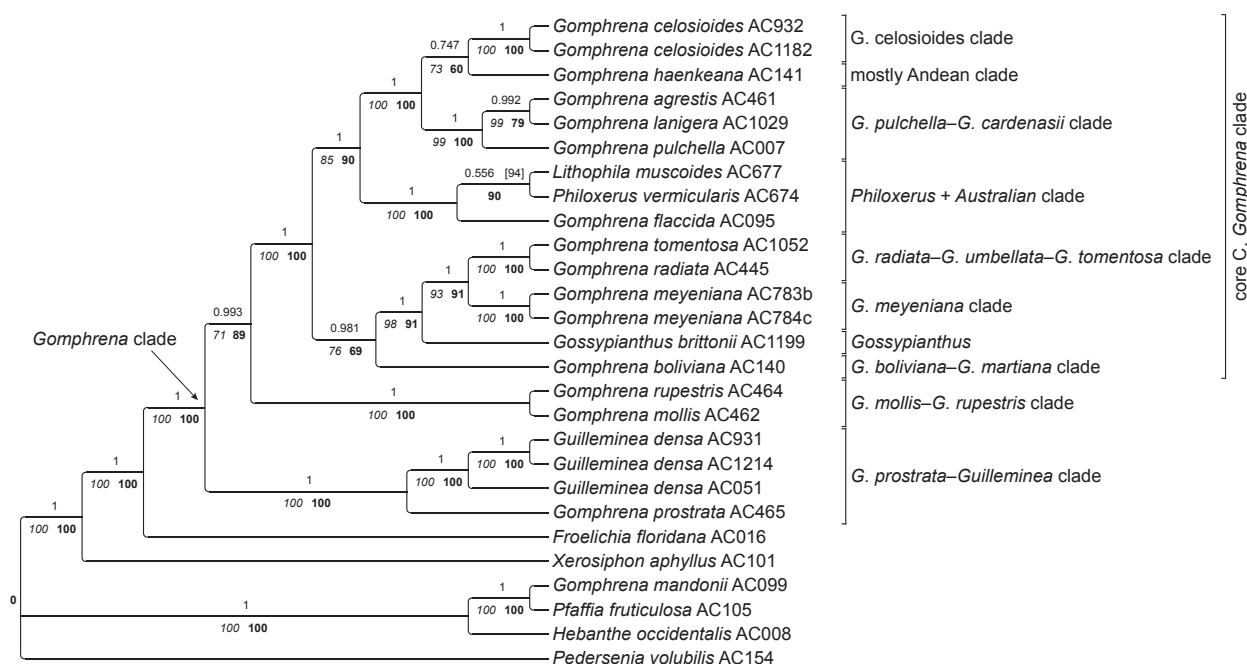 Gomphrena celosioides AC932
Gomphrena celosioides AC1182
Gomphrena haenkeana AC141
Gomphrena agrestis AC461
Gomphrena lanigera AC1029
Gomphrena pulchella AC007
Lithophila muscoides AC677
Philoxerus vermicularis AC674
Gomphrena flaccida AC095
Gomphrena tomentosa AC1052
Gomphrena radiata AC445
Gomphrena meyeniana AC783b
Gomphrena meyeniana AC784c
Gossypianthus brittonii AC1199
Gomphrena boliviana AC140
Gomphrena rupestris AC464
Gomphrena mollis AC462
Guilleminea densa AC931
Guilleminea densa AC1214
Guilleminea densa AC051
Gomphrena prostrata AC465
Froelichia floridana AC016
Xerosiphon aphyllus AC101
Gomphrena mandonii AC099
Pfaffia fruticulosa AC105
Hebanthe occidentalis AC008
Pedersenia volubilis AC154
G. celosioides clade
mostly Andean clade
G. pulchella–G. cardenasii clade
Philoxerus + Australian clade
G. radiata–G. umbellata–G. tomentosa clade
G. meyeniana clade
Gossypianthus
G. boliviana–G. martiana clade
G. mollis–G. rupestris clade
G. prostrata–Guilleminea clade
core C. Gomphrena clade
Gomphrena clade
1
100 100
0.747
73 60
1
100 100
0.992
99 79
1
99 100
1
85 90
0.556 [94]
90
1
100 100
1
100 100
1
100 100
1
93 91
1
100 100
1
98 91
0.981
76 69
0.993
71 89
1
100 100
1
100 100
1
100 100
1
100 100
1
100 100
1
100 100
1
100 100
0
1
100 100
1
100 100